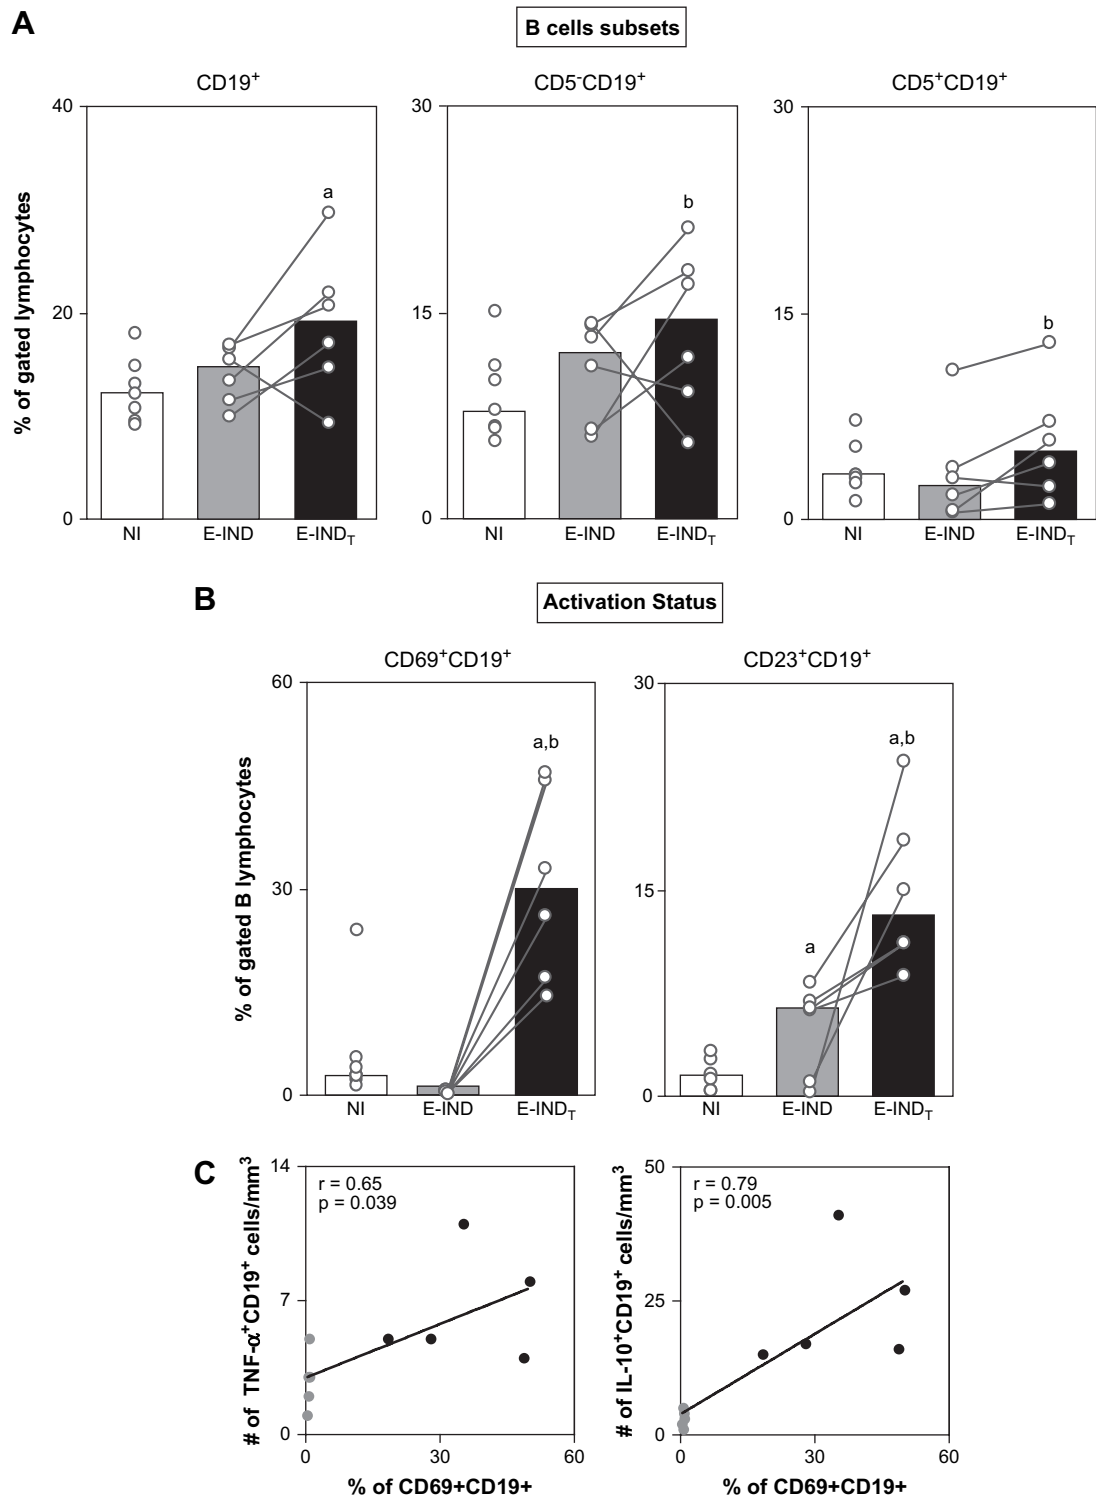 A
B cells subsets
CD19⁺
CD5⁻CD19⁺
CD5⁺CD19⁺
% of gated lymphocytes
40
20
0
a
NI
E-IND
E-INDT
30
15
0
b
NI
E-IND
E-INDT
30
15
0
b
NI
E-IND
E-INDT
B
Activation Status
CD69⁺CD19⁺
CD23⁺CD19⁺
% of gated B lymphocytes
60
30
0
a,b
NI
E-IND
E-INDT
30
15
0
a
a,b
NI
E-IND
E-INDT
C
# of TNF-α⁺CD19⁺ cells/mm³
14
7
0
r = 0.65
p = 0.039
0
30
60
% of CD69+CD19+
# of IL-10⁺CD19⁺ cells/mm³
50
25
0
r = 0.79
p = 0.005
0
30
60
% of CD69+CD19+